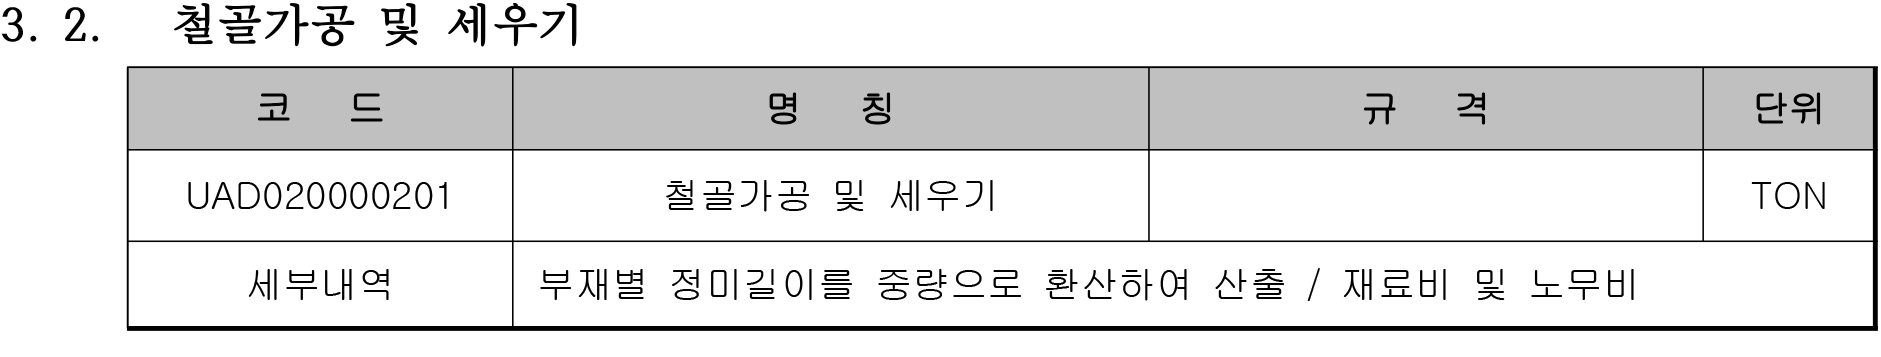 3. 2. 철골가공 및 세우기
코 드 명 칭 규 격 단위
UAD020000201 철골가공 및 세우기 TON
세부내역 부재별 정미길이를 중량으로 환산하여 산출 / 재료비 및 노무비